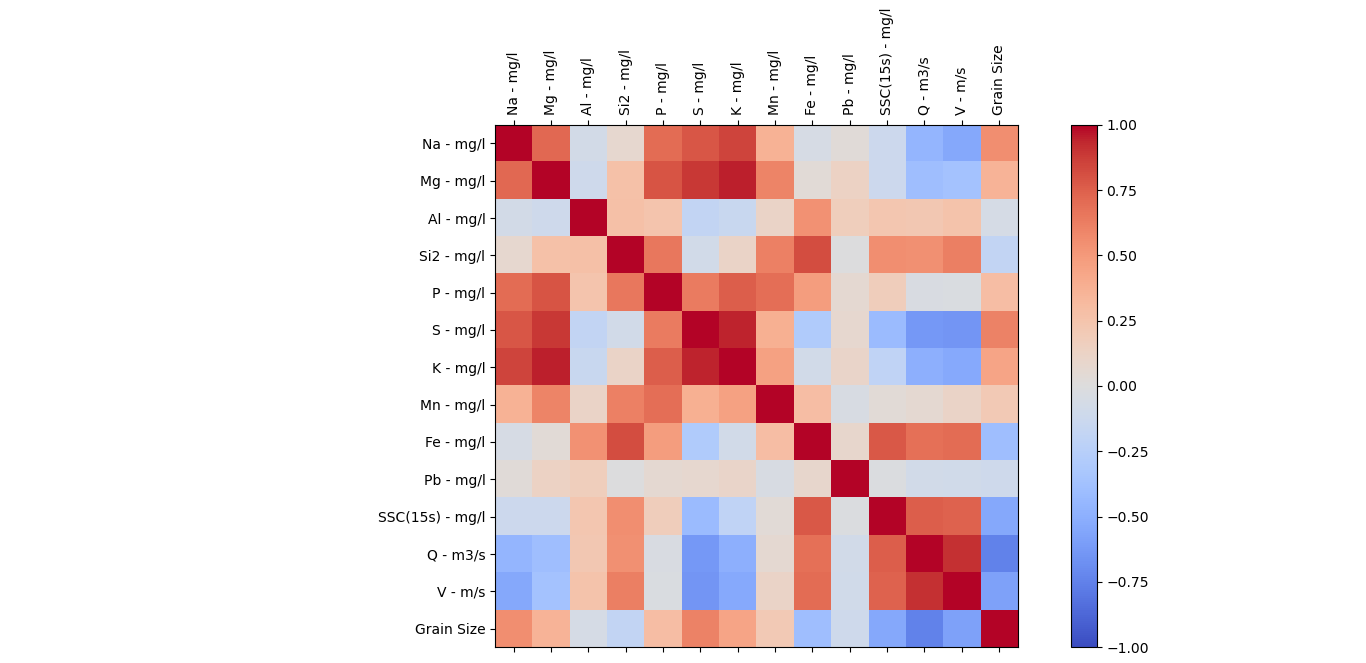 Na - mg/l
Mg - mg/l
Al - mg/l
Si2 - mg/l
P - mg/l
S - mg/l
K - mg/l
Mn - mg/l
Fe - mg/l
Pb - mg/l
SSC(15s) - mg/l
Q - m3/s
V - m/s
Grain Size
Na - mg/l
Mg - mg/l
Al - mg/l
Si2 - mg/l
P - mg/l
S - mg/l
K - mg/l
Mn - mg/l
Fe - mg/l
Pb - mg/l
SSC(15s) - mg/l
Q - m3/s
V - m/s
Grain Size
1.00
0.75
0.50
0.25
0.00
−0.25
−0.50
−0.75
−1.00